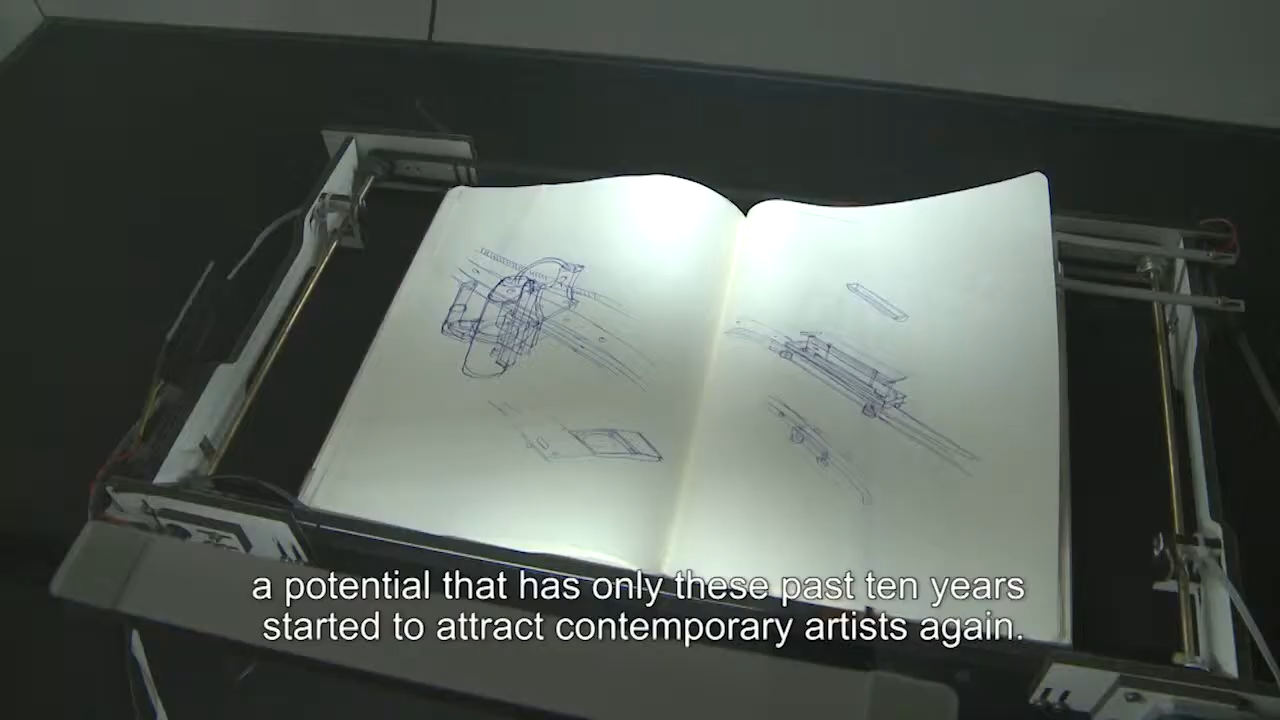 a potential that has only these past ten years
started to attract contemporary artists again.